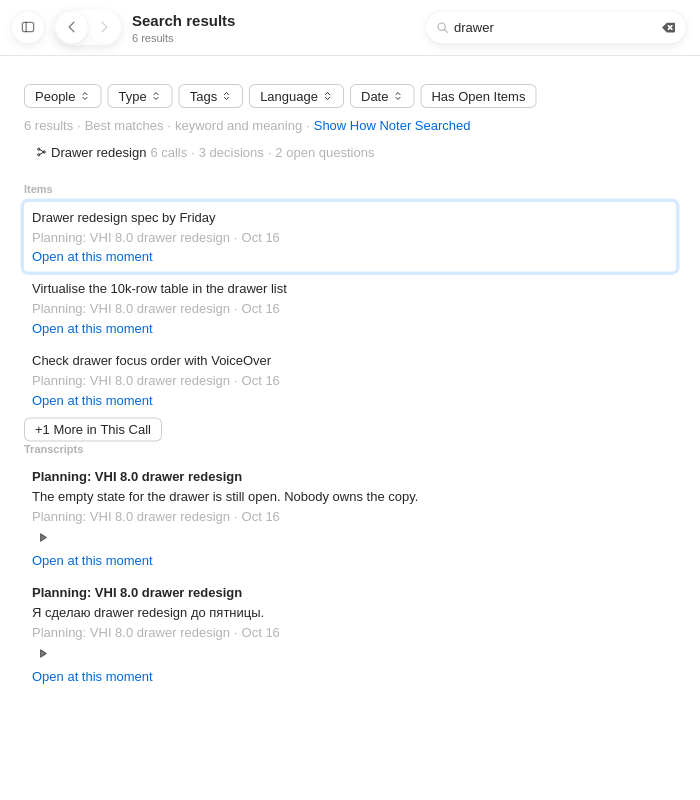 Search results
6 results
drawer
People
Type
Tags
Language
Date
Has Open Items
6 results · Best matches · keyword and meaning · Show How Noter Searched
Drawer redesign 6 calls · 3 decisions · 2 open questions
Items
Drawer redesign spec by Friday
Planning: VHI 8.0 drawer redesign · Oct 16
Open at this moment
Virtualise the 10k-row table in the drawer list
Planning: VHI 8.0 drawer redesign · Oct 16
Open at this moment
Check drawer focus order with VoiceOver
Planning: VHI 8.0 drawer redesign · Oct 16
Open at this moment
+1 More in This Call
Transcripts
Planning: VHI 8.0 drawer redesign
The empty state for the drawer is still open. Nobody owns the copy.
Planning: VHI 8.0 drawer redesign · Oct 16
Open at this moment
Planning: VHI 8.0 drawer redesign
Я сделаю drawer redesign до пятницы.
Planning: VHI 8.0 drawer redesign · Oct 16
Open at this moment